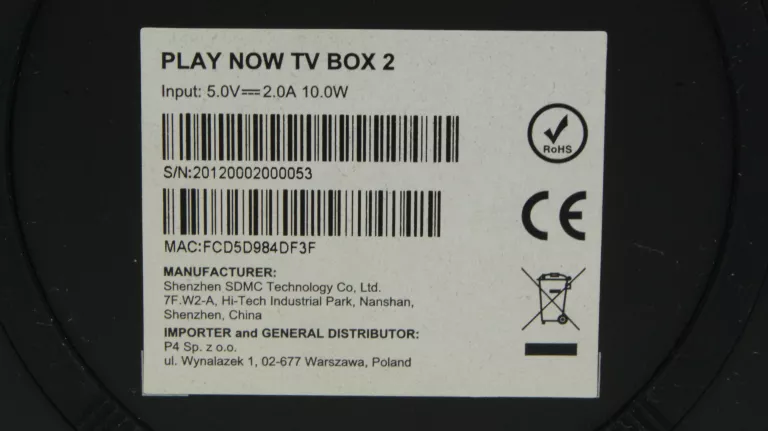 PLAY NOW TV BOX 2
Input: 5.0V⎓2.0A 10.0W
S/N:20120002000053
RoHS
MAC:FCD5D984DF3F
CE
MANUFACTURER:
Shenzhen SDMC Technology Co, Ltd.
7F.W2-A, Hi-Tech Industrial Park, Nanshan,
Shenzhen, China
IMPORTER and GENERAL DISTRIBUTOR:
P4 Sp. z o.o.
ul. Wynalazek 1, 02-677 Warszawa, Poland